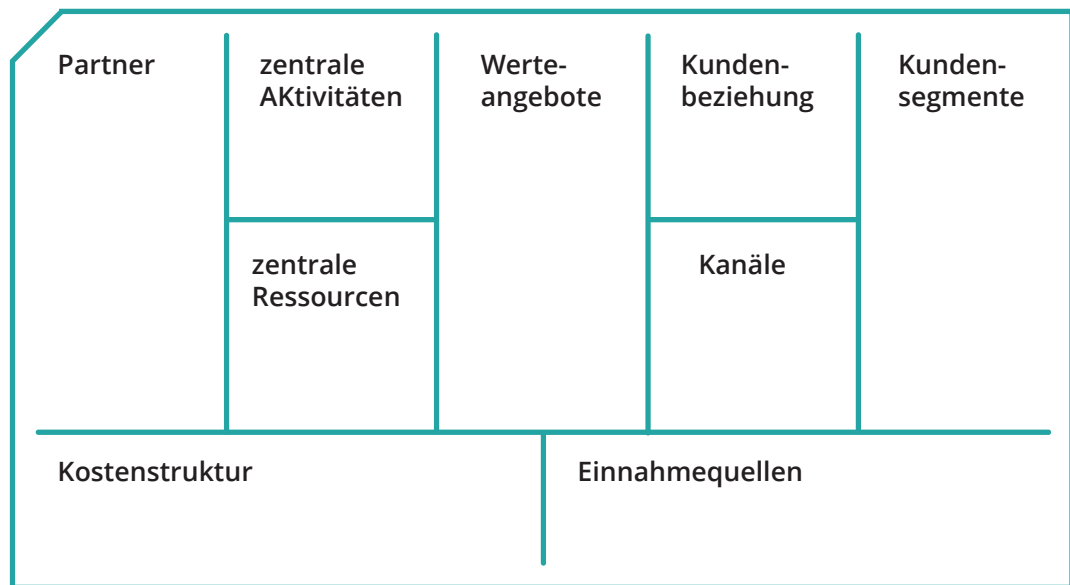 Partner
zentrale
AKtivitäten
Werte-
angebote
Kunden-
beziehung
Kunden-
segmente
zentrale
Ressourcen
Kanäle
Kostenstruktur
Einnahmequellen